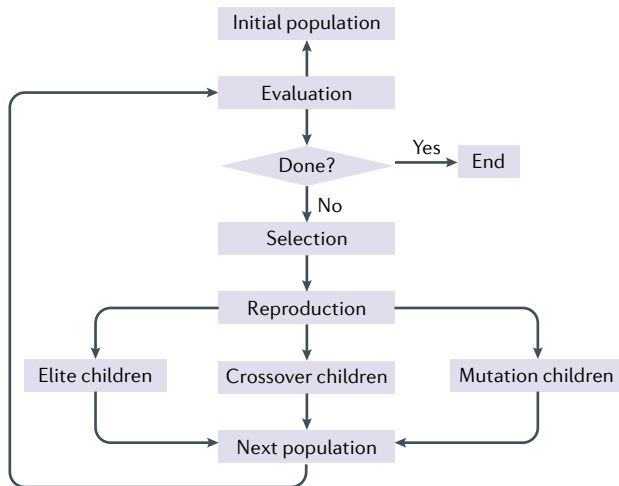 Initial population
Evaluation
Done?
Yes
End
No
Selection
Reproduction
Elite children
Crossover children
Mutation children
Next population